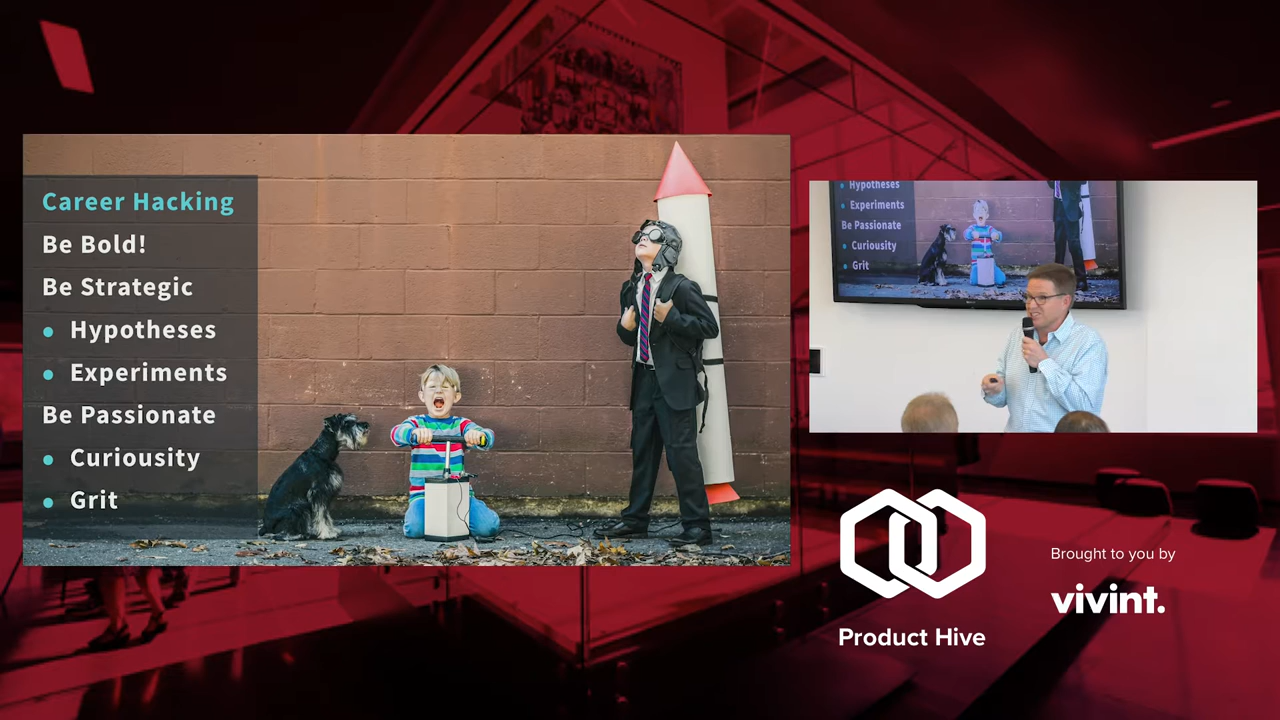 Career Hacking
Be Bold!
Be Strategic
• Hypotheses
• Experiments
Be Passionate
• Curiousity
• Grit
Hypotheses
• Experiments
Be Passionate
• Curiousity
• Grit
Product Hive
Brought to you by
vivint.